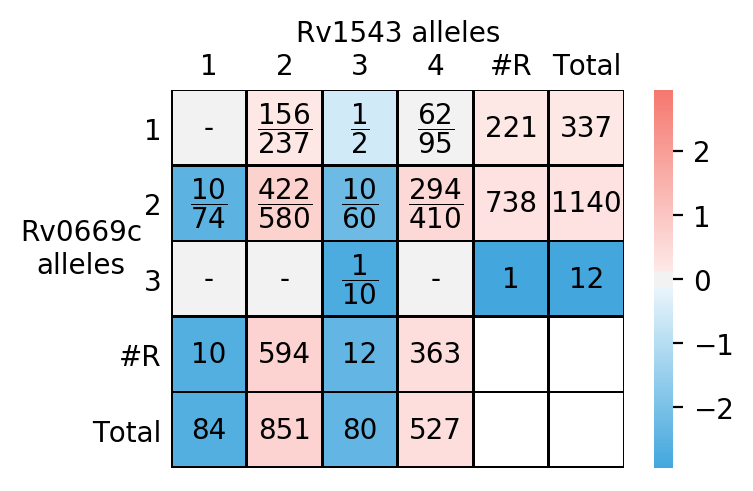 Rv1543 alleles
1 2 3 4 #R Total
1 - 156/237 1/2 62/95 221 337
2 10/74 422/580 10/60 294/410 738 1140
Rv0669c
alleles
3 - - 1/10 - 1 12
#R 10 594 12 363
Total 84 851 80 527
2
1
0
−1
−2